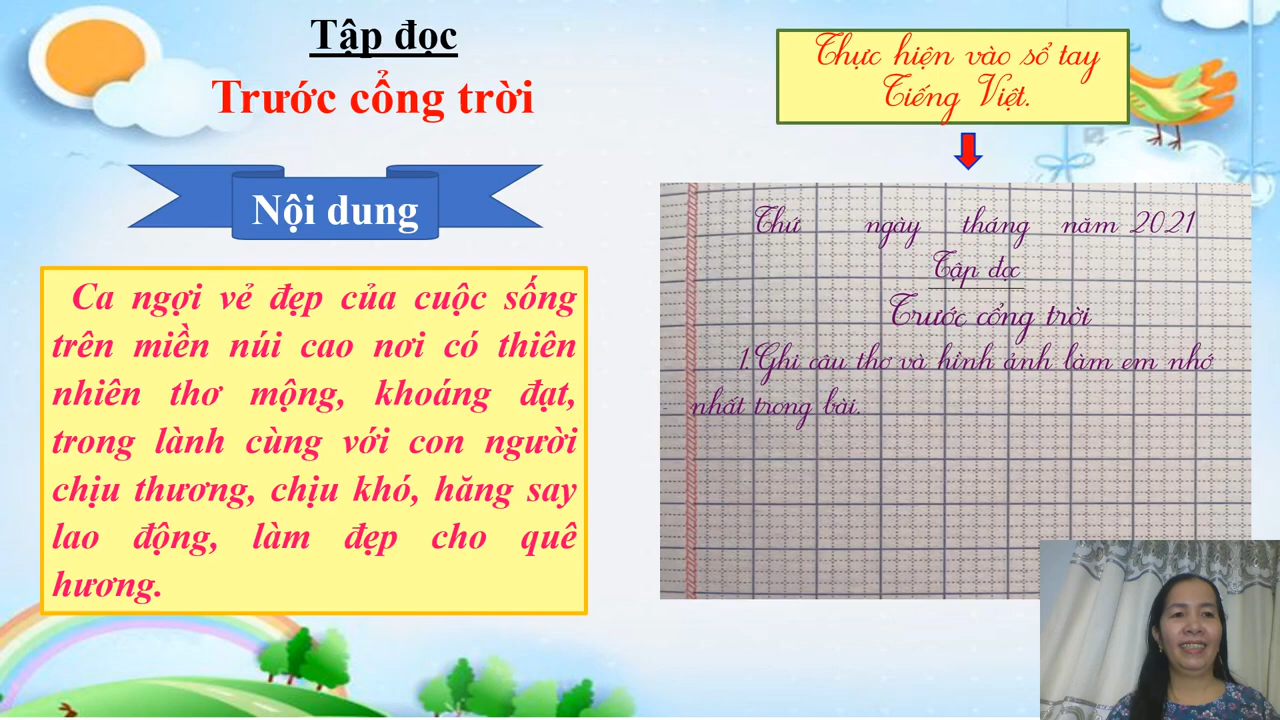 Tập đọc
Trước cổng trời
Nội dung
Ca ngợi vẻ đẹp của cuộc sống
trên miền núi cao nơi có thiên
nhiên thơ mộng, khoáng đạt,
trong lành cùng với con người
chịu thương, chịu khó, hăng say
lao động, làm đẹp cho quê
hương.
Thực hiện vào sổ tay
Tiếng Việt.
Thứ ngày tháng năm 2021
Tập đọc
Trước cổng trời
1.Ghi câu thơ và hình ảnh làm em nhớ
- nhất trong bài.